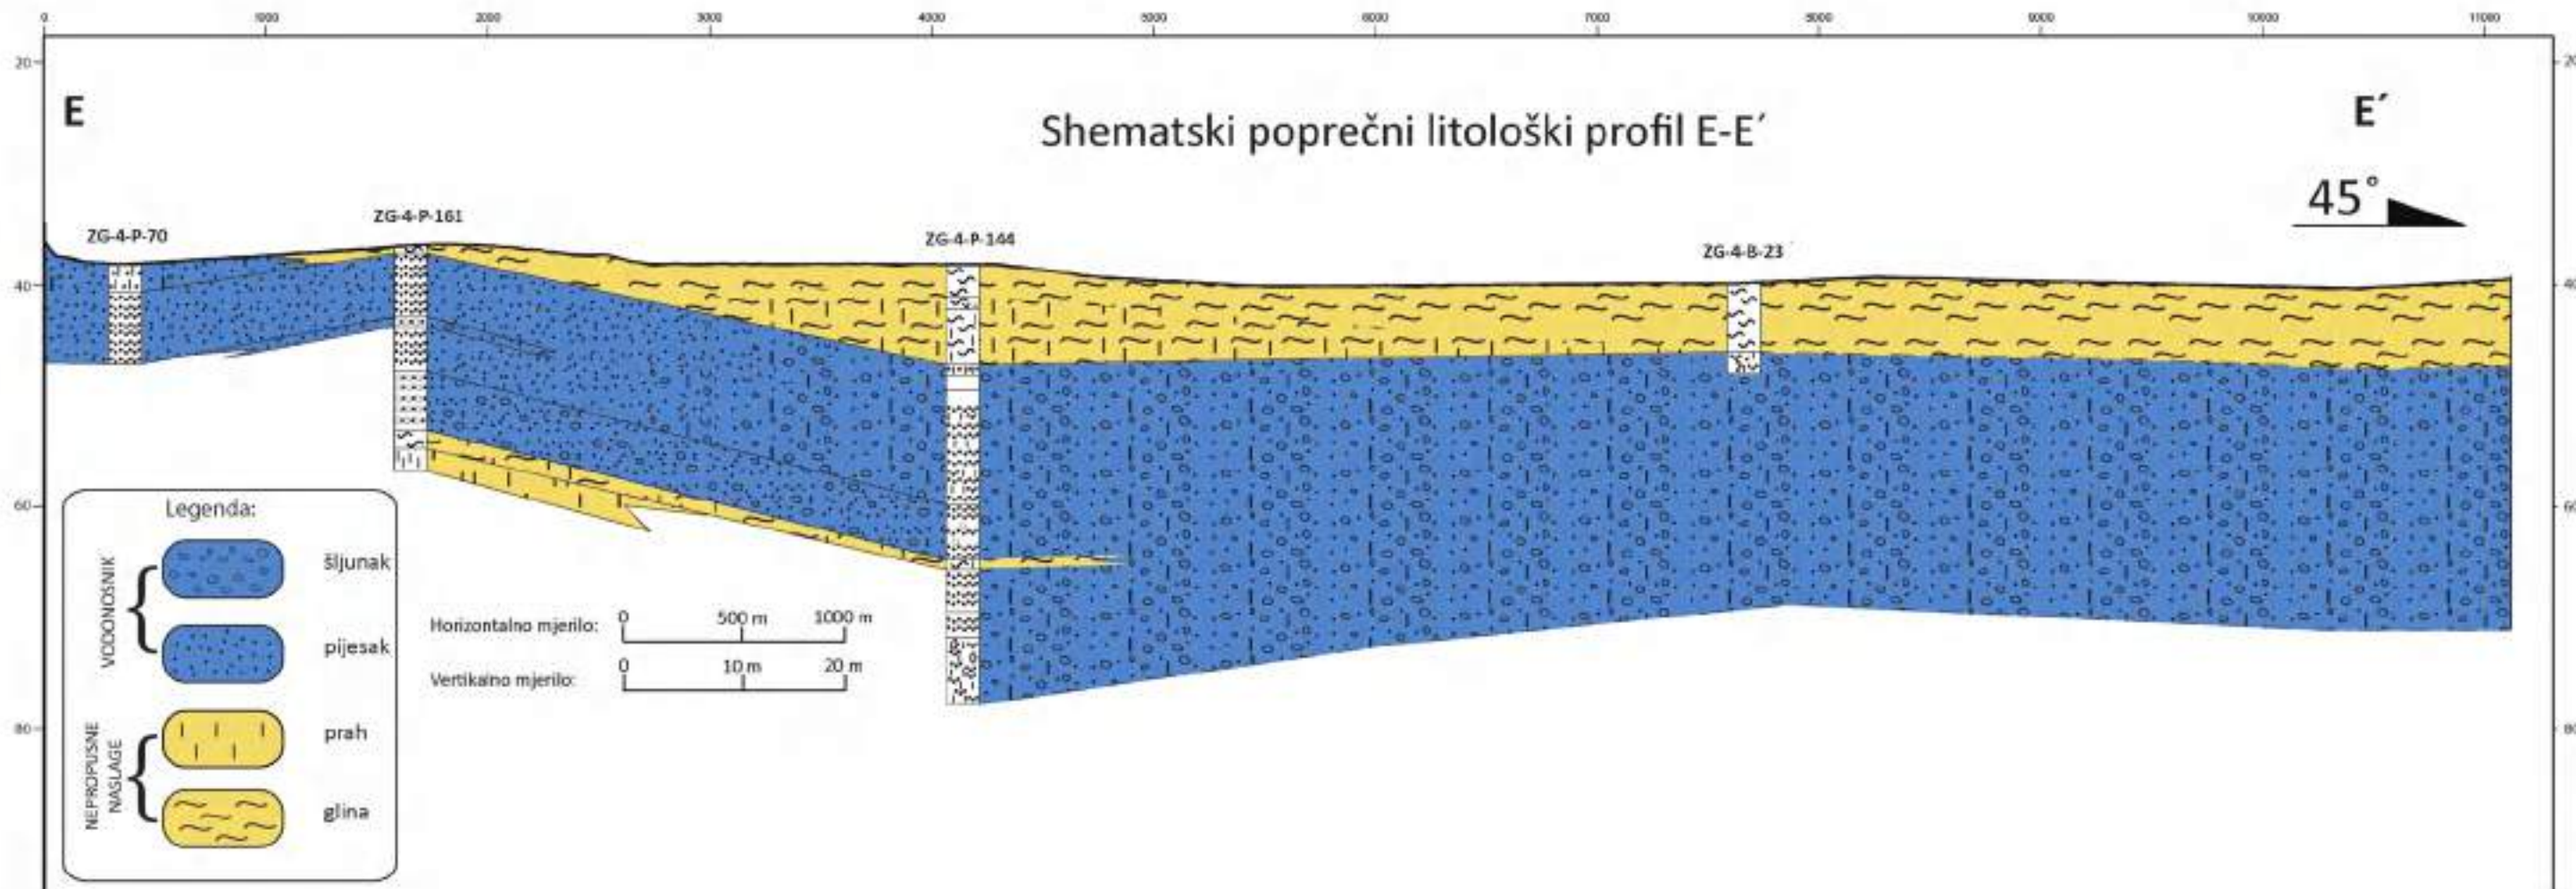 0 1000 2000 3000 4000 5000 6000 7000 8000 9000 10000 11000
20
E E´
Shematski poprečni litološki profil E-E´
45°
ZG-4-P-161
ZG-4-P-70 ZG-4-P-144
ZG-4-B-23
40
60
Legenda:
VODONOSNIK
šljunak
pijesak
NEPROPUSNE
NASLAGE
prah
glina
Horizontalno mjerilo: 0 500 m 1000 m
Vertikalno mjerilo: 0 10 m 20 m
80